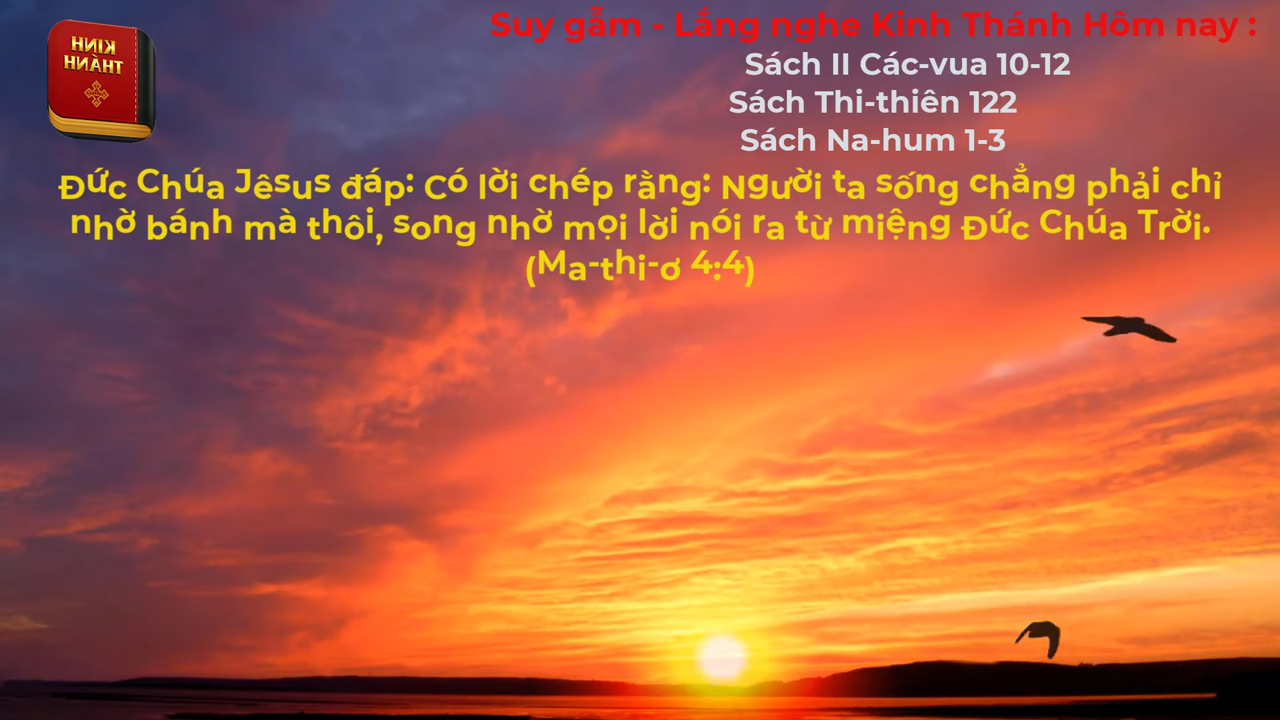 KINH
THÁNH
Suy gẫm - Lắng nghe Kinh Thánh Hôm nay :
Sách II Các-vua 10-12
Sách Thi-thiên 122
Sách Na-hum 1-3
Đức Chúa Jêsus đáp: Có lời chép rằng: Người ta sống chẳng phải chỉ
nhờ bánh mà thôi, song nhờ mọi lời nói ra từ miệng Đức Chúa Trời.
(Ma-thi-ơ 4:4)